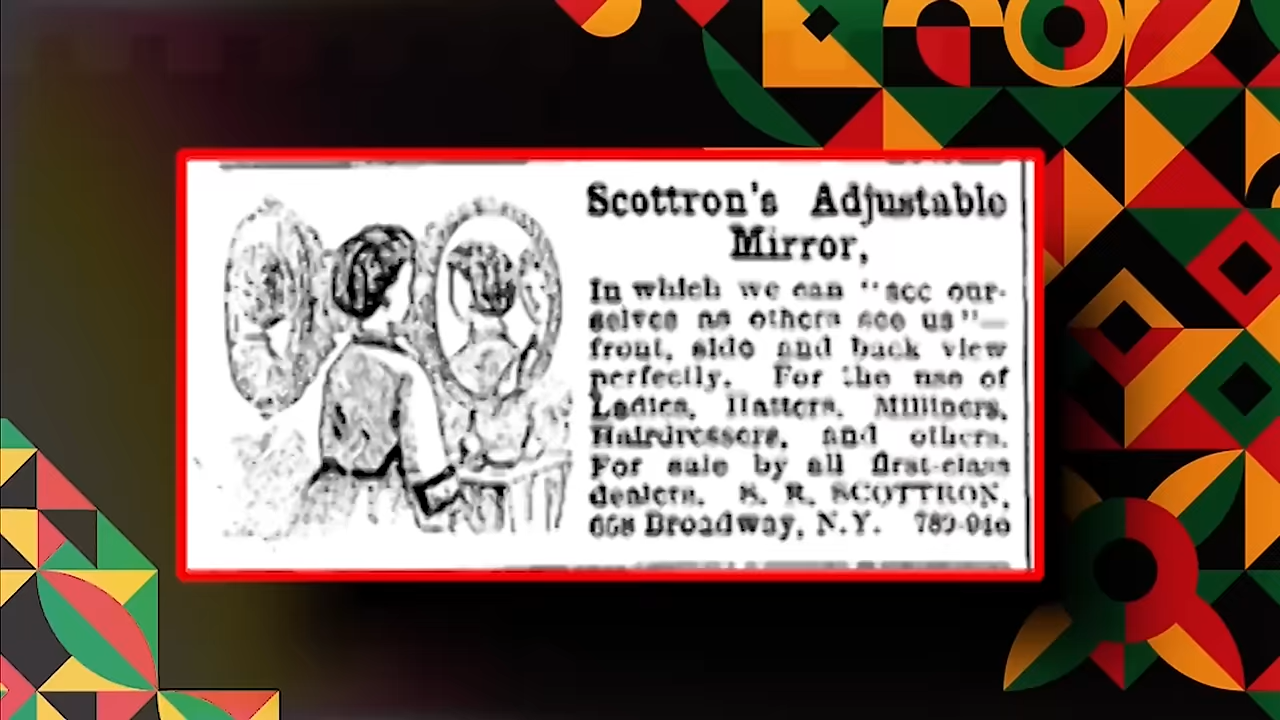 Scottron's Adjustable
Mirror,
In which we can "see our-
selves as others see us"—
front, side and back view
perfectly. For the use of
Ladies, Hatters, Milliners,
Hairdressers, and others.
For sale by all first-class
dealers. S. R. SCOTTRON,
658 Broadway, N.Y.